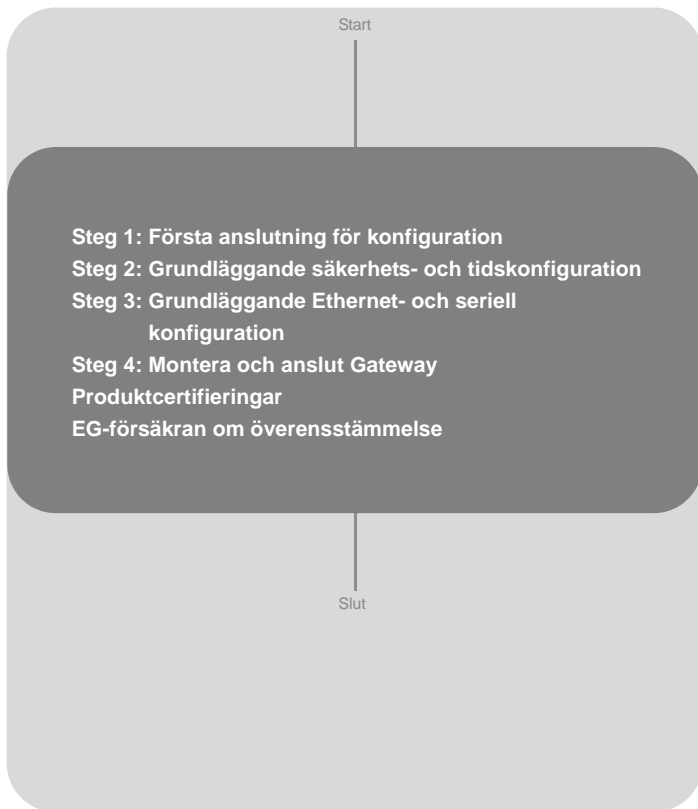 Start
Steg 1: Första anslutning för konfiguration
Steg 2: Grundläggande säkerhets- och tidskonfiguration
Steg 3: Grundläggande Ethernet- och seriell
konfiguration
Steg 4: Montera och anslut Gateway
Produktcertifieringar
EG-försäkran om överensstämmelse
Slut